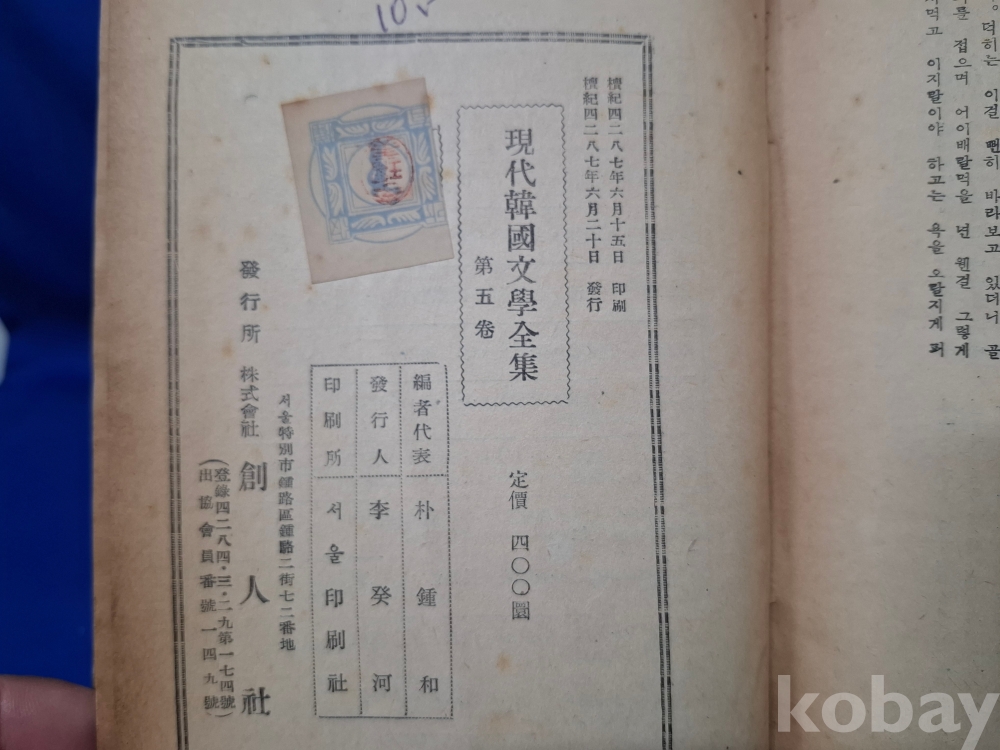 10.-
檀紀四二八七年六月十五日 印刷
檀紀四二八七年六月二十日 發行
現代韓國文學全集
第五卷
定價 四〇〇圜
編者代表 朴鍾和
發行人 李癸河
印刷所 서울印刷社
서울特別市鍾路區鍾路二街七二番地
發行所 株式會社 創人社
(登錄四二八四·三·二九第一七四號)
(出協會員番號一四九號)
덕히는 이걸 뻔히 바라보고 있더니 골
를 접으며 어이배랄먹을 년 웬걸 그렇게
먹고 이지랄이야 하고는 욕을 오랄지게 퍼
kobay